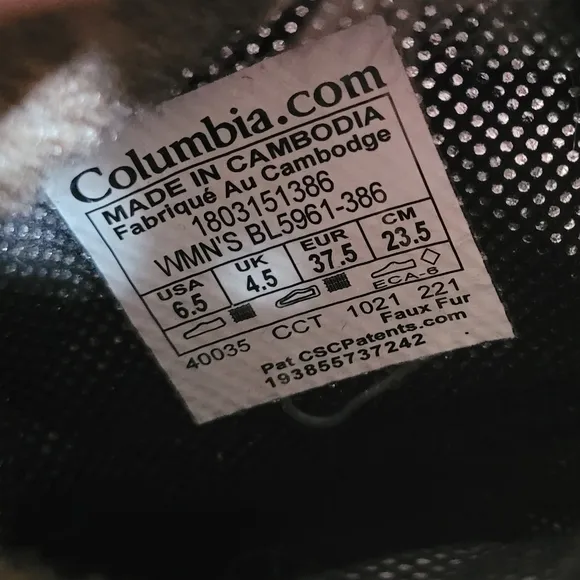 Columbia.com
MADE IN CAMBODIA
Fabriqué Au Cambodge
1803151386
WMN'S BL5961-386
USA UK EUR CM
6.5 4.5 37.5 23.5
ECA-6
40035 CCT 1021 221
Faux Fur
Pat CSCPatents.com
193855737242